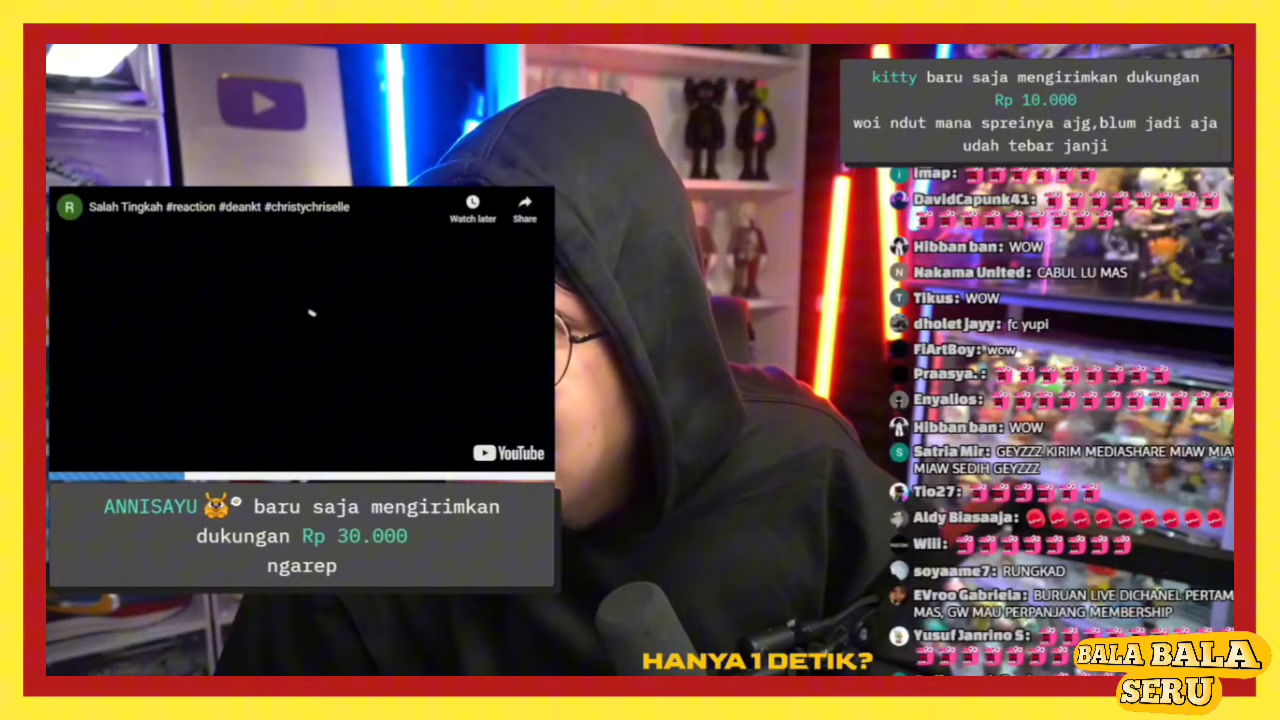 kitty baru saja mengirimkan dukungan
Rp 10.000
woi ndut mana spreinya ajg,blum jadi aja
udah tebar janji
R
Salah Tingkah #reaction #deankt #christychriselle
Watch later
Share
YouTube
ANNISAYU baru saja mengirimkan
dukungan Rp 30.000
ngarep
imap:
DavidCapunk41:
Hibban ban: WOW
N Nakama United: CABUL LU MAS
T Tikus: WOW
dholet Jayy: fc yupi
FiArtBoy: wow
Praasya.:
Enyalios:
Hibban ban: WOW
S Satria Mir: GEYZZZ KIRIM MEDIASHARE MIAW MIAW
MIAW SEDIH GEYZZZ
Tio27:
Aldy Biasaaja:
Wili:
soyaame7: RUNGKAD
EVroo Gabriela: BURUAN LIVE DICHANEL PERTAM
MAS, GW MAU PERPANJANG MEMBERSHIP
Yusuf Janrino S:
HANYA 1 DETIK?
BALA BALA
SERU